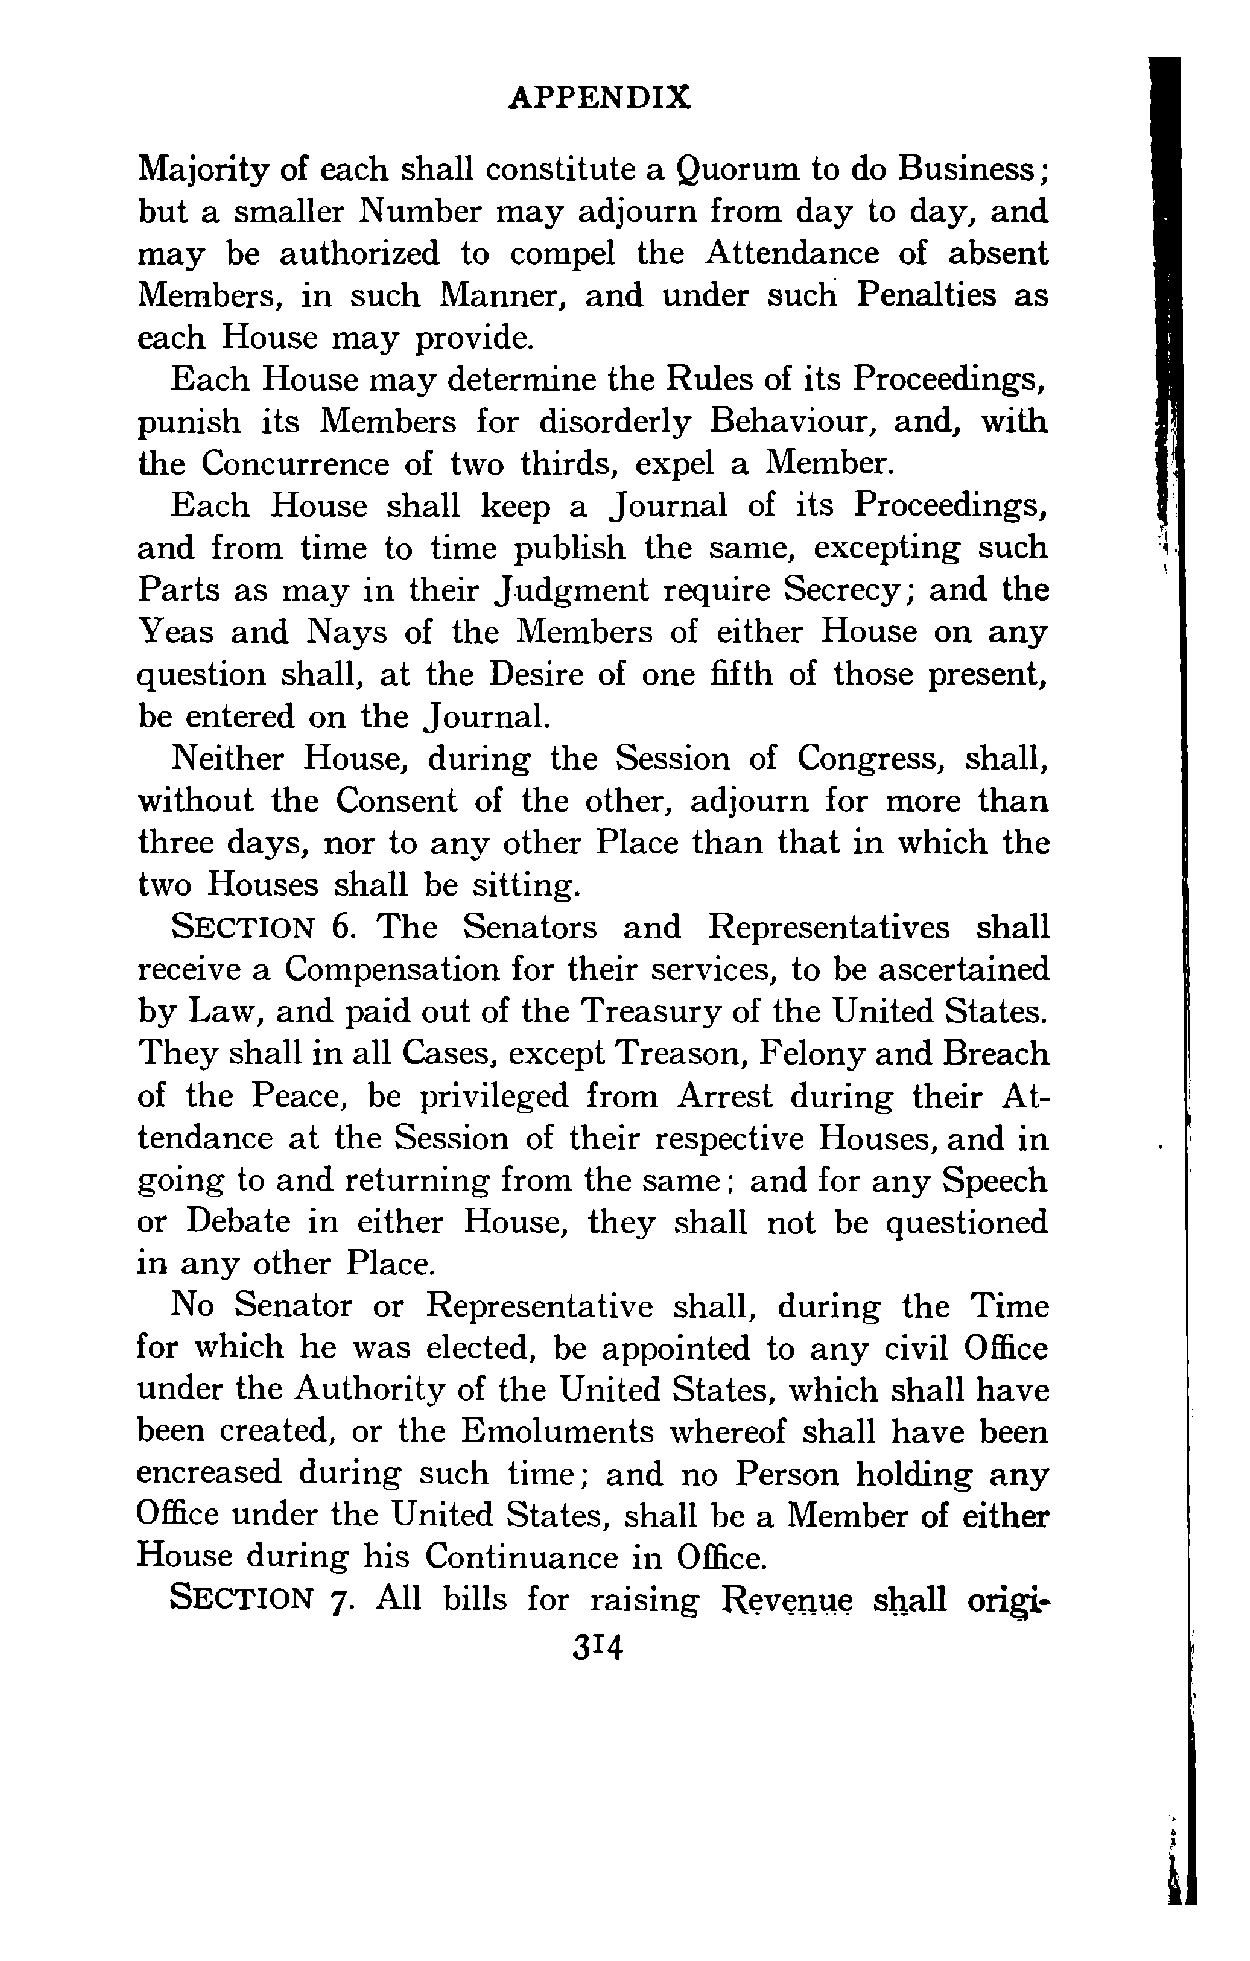 APPENDIX
Majority of each shall constitute a Quorum to do Business;
but a smaller Number may adjourn from day to day, and
may be authorized to compel the Attendance of absent
Members, in such Manner, and under such Penalties as
each House may provide.
Each House may determine the Rules of its Proceedings,
punish its Members for disorderly Behaviour, and, with
the Concurrence of two thirds, expel a Member.
Each House shall keep a Journal of its Proceedings,
and from time to time publish the same, excepting such
Parts as may in their Judgment require Secrecy; and the
Yeas and Nays of the Members of either House on any
question shall, at the Desire of one fifth of those present,
be entered on the Journal.
Neither House, during the Session of Congress, shall,
without the Consent of the other, adjourn for more than
three days, nor to any other Place than that in which the
two Houses shall be sitting.
SECTION 6. The Senators and Representatives shall
receive a Compensation for their services, to be ascertained
by Law, and paid out of the Treasury of the United States.
They shall in all Cases, except Treason, Felony and Breach
of the Peace, be privileged from Arrest during their At-
tendance at the Session of their respective Houses, and in
going to and returning from the same; and for any Speech
or Debate in either House, they shall not be questioned
in any other Place.
No Senator or Representative shall, during the Time
for which he was elected, be appointed to any civil Office
under the Authority of the United States, which shall have
been created, or the Emoluments whereof shall have been
encreased during such time; and no Person holding any
Office under the United States, shall be a Member of either
House during his Continuance in Office.
SECTION 7. All bills for raising Revenue shall origi-
314